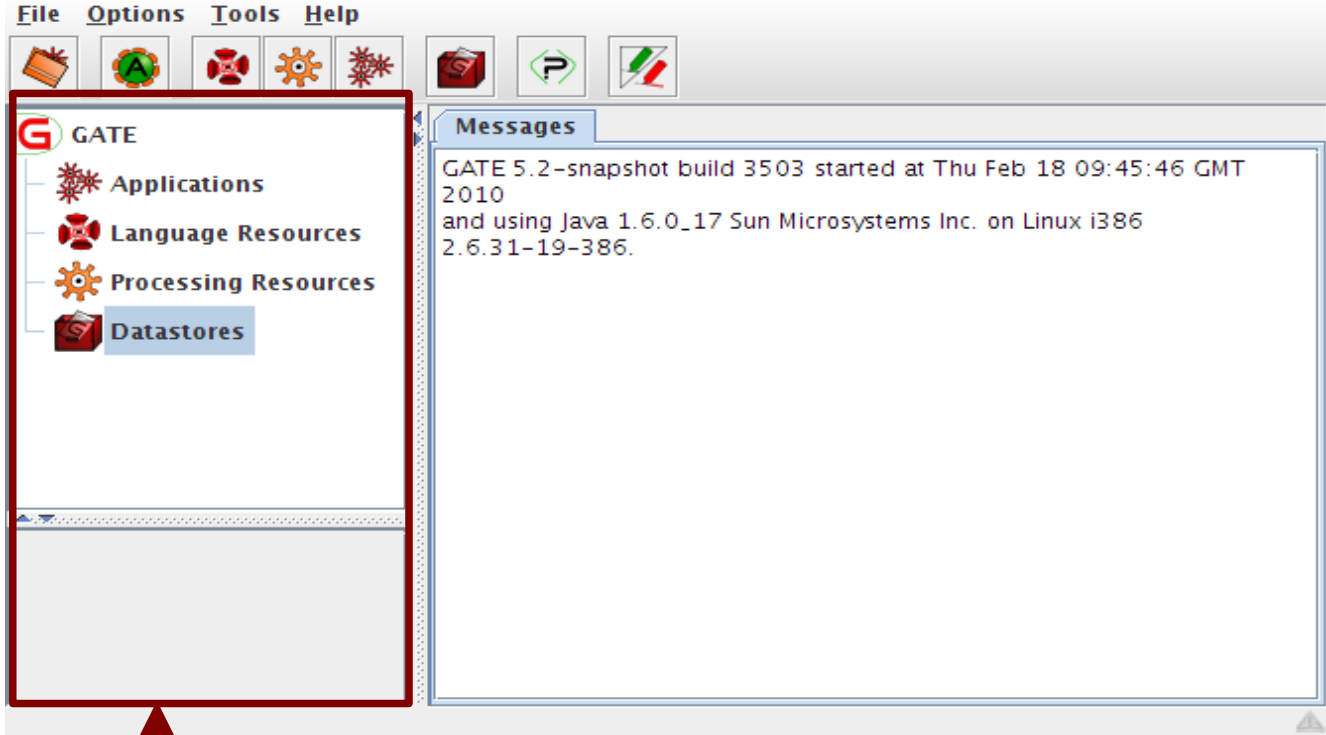 File Options Tools Help
GATE
Applications
Language Resources
Processing Resources
Datastores
Messages
GATE 5.2-snapshot build 3503 started at Thu Feb 18 09:45:46 GMT
2010
and using Java 1.6.0_17 Sun Microsystems Inc. on Linux i386
2.6.31-19-386.